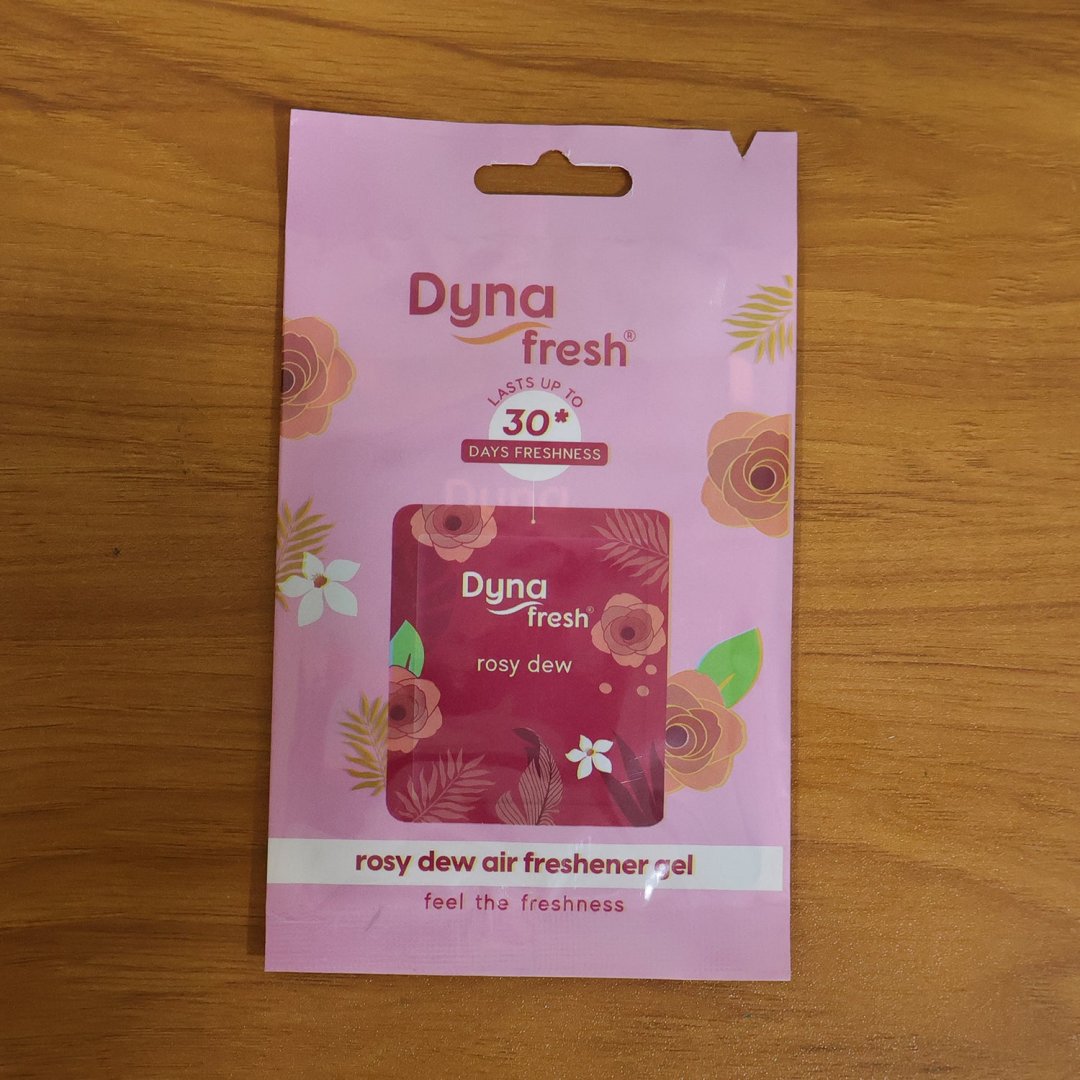 Dyna
fresh®
LASTS UP TO
30*
DAYS FRESHNESS
Dyna
Dyna
fresh®
rosy dew
rosy dew air freshener gel
feel the freshness